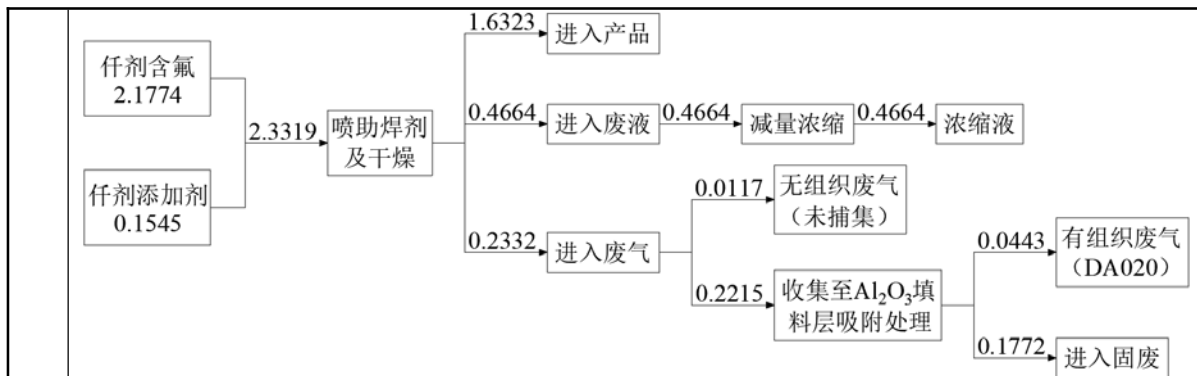 仟剂含氟
2.1774
仟剂添加剂
0.1545
2.3319
喷助焊剂
及干燥
1.6323
进入产品
0.4664
进入废液
0.4664
减量浓缩
0.4664
浓缩液
0.2332
进入废气
0.0117
无组织废气
（未捕集）
0.2215
收集至Al₂O₃填
料层吸附处理
0.0443
有组织废气
（DA020）
0.1772
进入固废